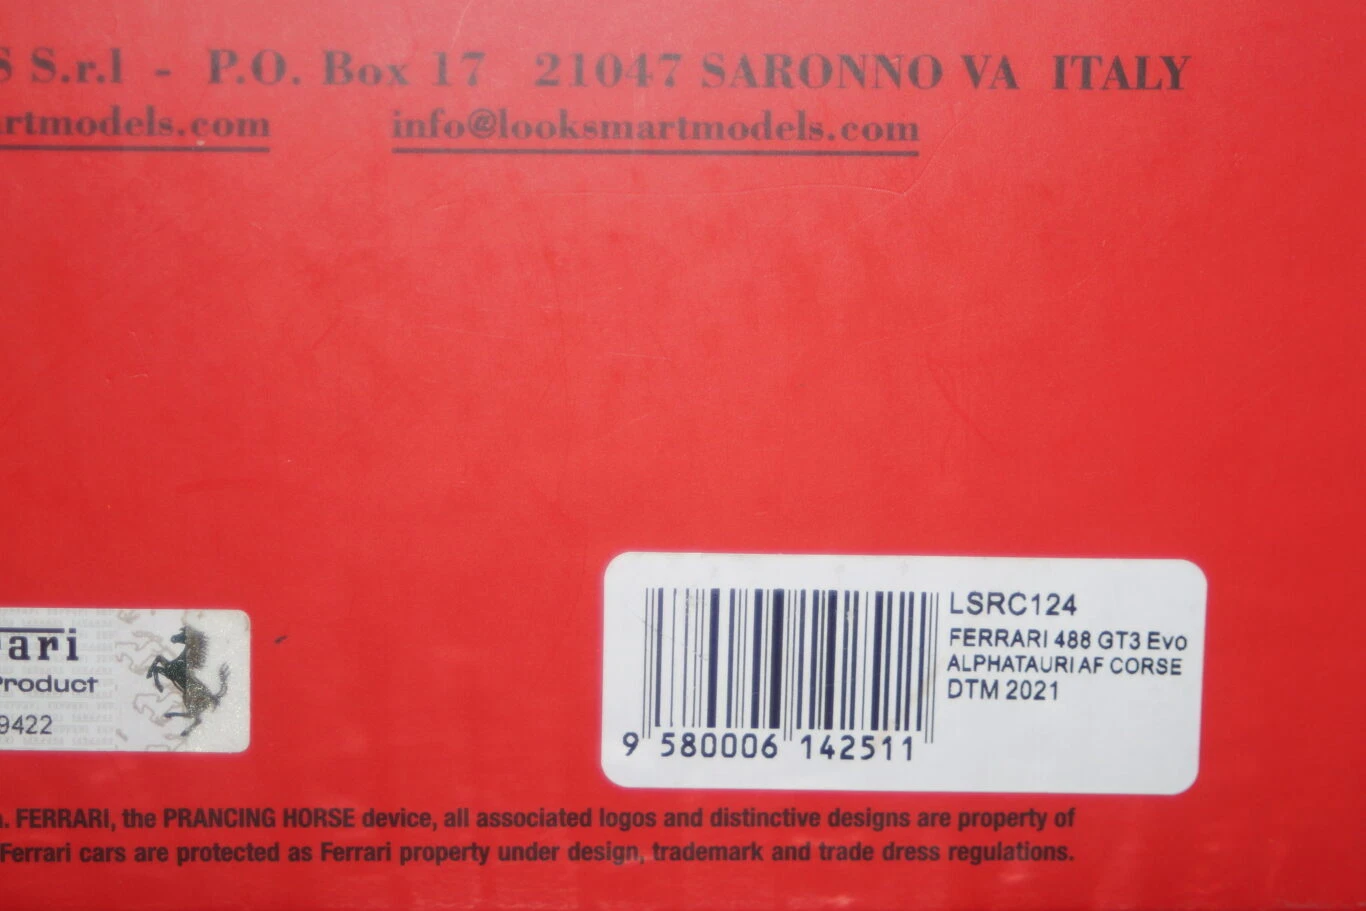 S S.r.l - P.O. Box 17 21047 SARONNO VA ITALY
artmodels.com info@looksmartmodels.com
LSRC124
FERRARI 488 GT3 Evo
ALPHATAURI AF CORSE
DTM 2021
9 580006 142511
ari
Product
9422
a. FERRARI, the PRANCING HORSE device, all associated logos and distinctive designs are property of
Ferrari cars are protected as Ferrari property under design, trademark and trade dress regulations.